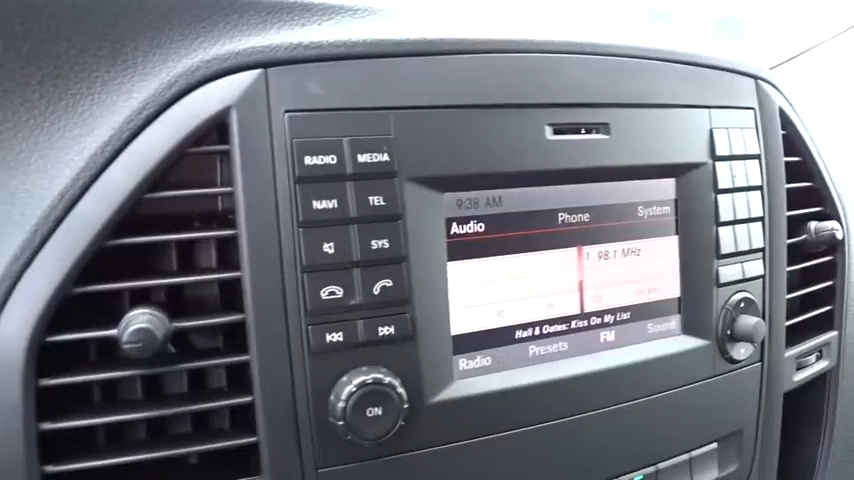 RADIO MEDIA
NAVI TEL
SYS
ON
9:38 AM
Audio Phone System
98.1 MHz
Hall & Oates: Kiss On My List
Radio Presets FM Sound